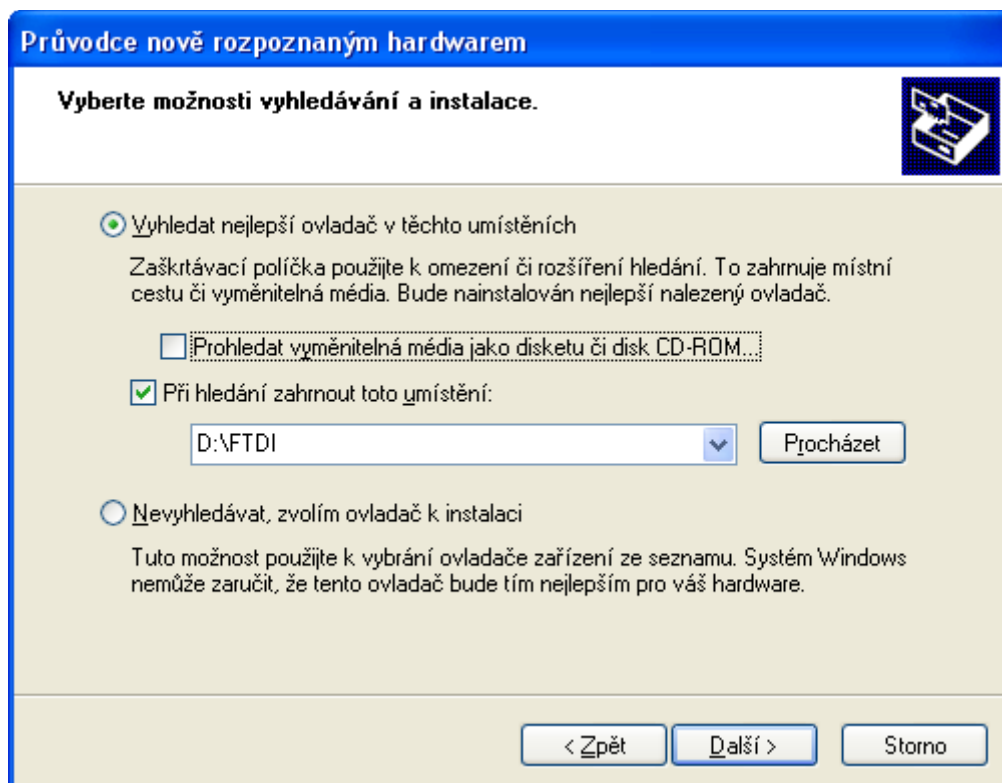 Průvodce nově rozpoznaným hardwarem
Vyberte možnosti vyhledávání a instalace.
Vyhledat nejlepší ovladač v těchto umístěních
Zaškrtávací políčka použijte k omezení či rozšíření hledání. To zahrnuje místní
cestu či vyměnitelná média. Bude nainstalován nejlepší nalezený ovladač.
Prohledat vyměnitelná média jako disketu či disk CD-ROM...
Při hledání zahrnout toto umístění:
D:\FTDI
Procházet
Nevyhledávat, zvolím ovladač k instalaci
Tuto možnost použijte k vybrání ovladače zařízení ze seznamu. Systém Windows
nemůže zaručit, že tento ovladač bude tím nejlepším pro váš hardware.
< Zpět
Další >
Storno